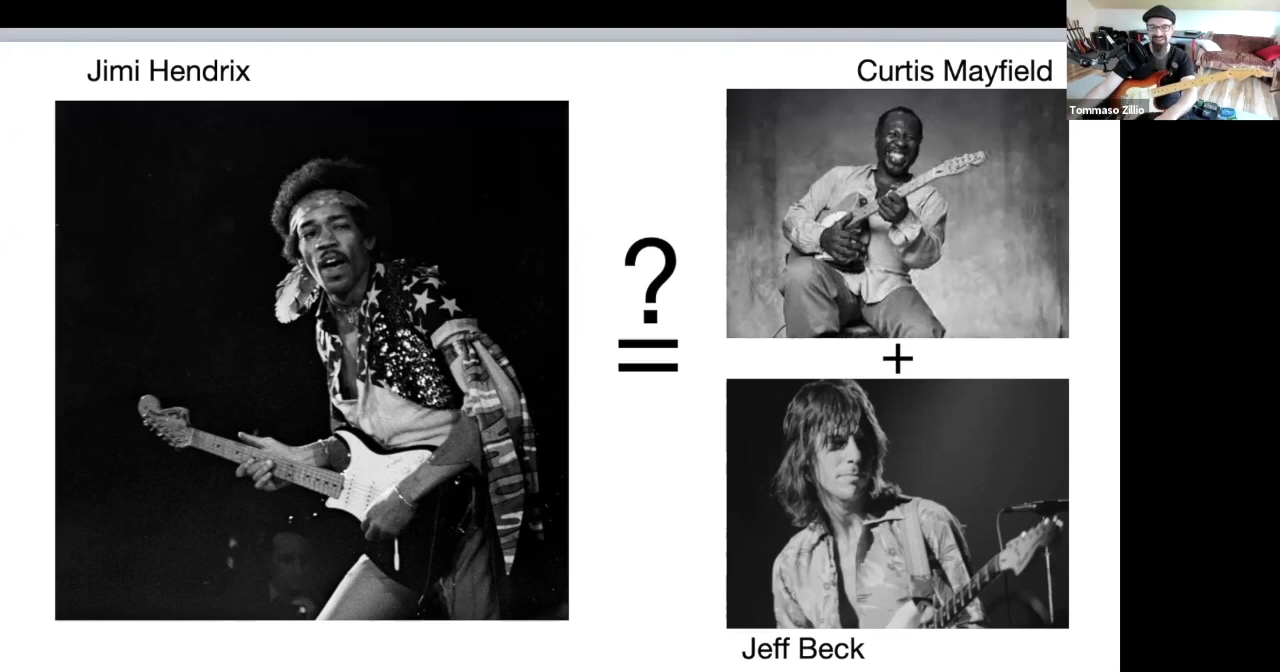 Jimi Hendrix
Curtis Mayfield
Tommaso Zillio
?
=
+
Jeff Beck